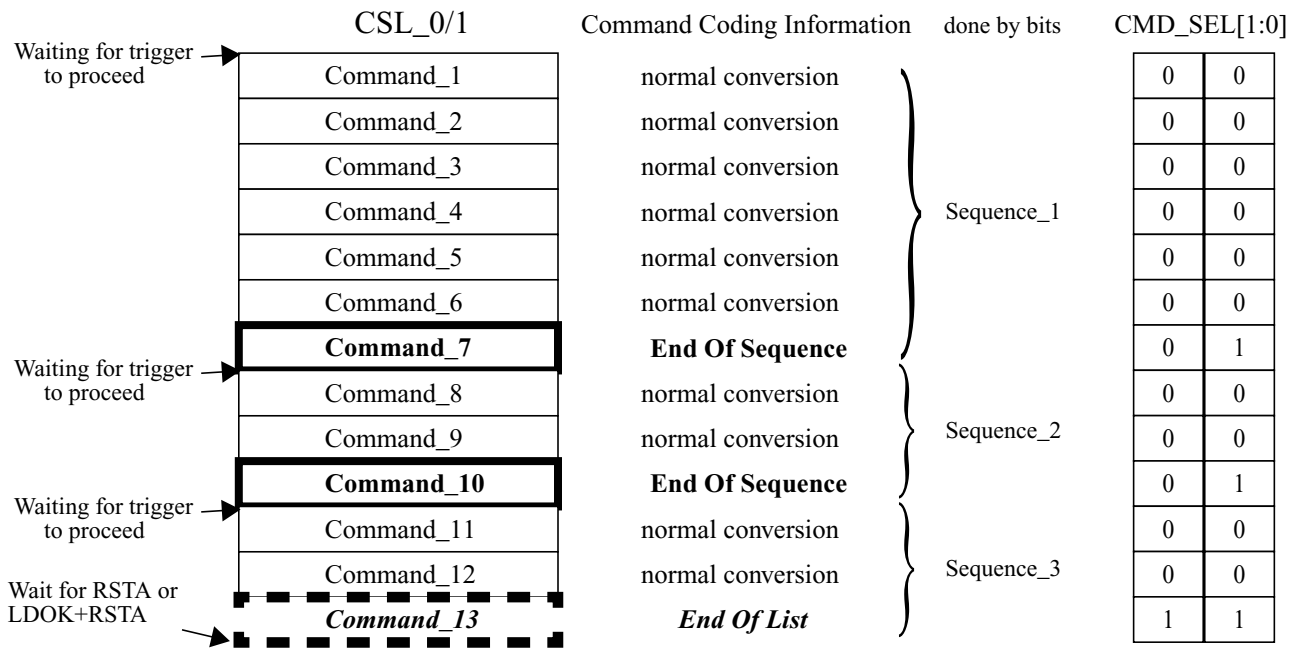 CSL_0/1 Command Coding Information done by bits CMD_SEL[1:0]
Waiting for trigger
to proceed
Command_1 normal conversion 0 0
Command_2 normal conversion 0 0
Command_3 normal conversion 0 0
Command_4 normal conversion Sequence_1 0 0
Command_5 normal conversion 0 0
Command_6 normal conversion 0 0
Command_7 End Of Sequence 0 1
Waiting for trigger
to proceed
Command_8 normal conversion 0 0
Command_9 normal conversion Sequence_2 0 0
Command_10 End Of Sequence 0 1
Waiting for trigger
to proceed
Command_11 normal conversion 0 0
Command_12 normal conversion Sequence_3 0 0
Wait for RSTA or
LDOK+RSTA
Command_13 End Of List 1 1